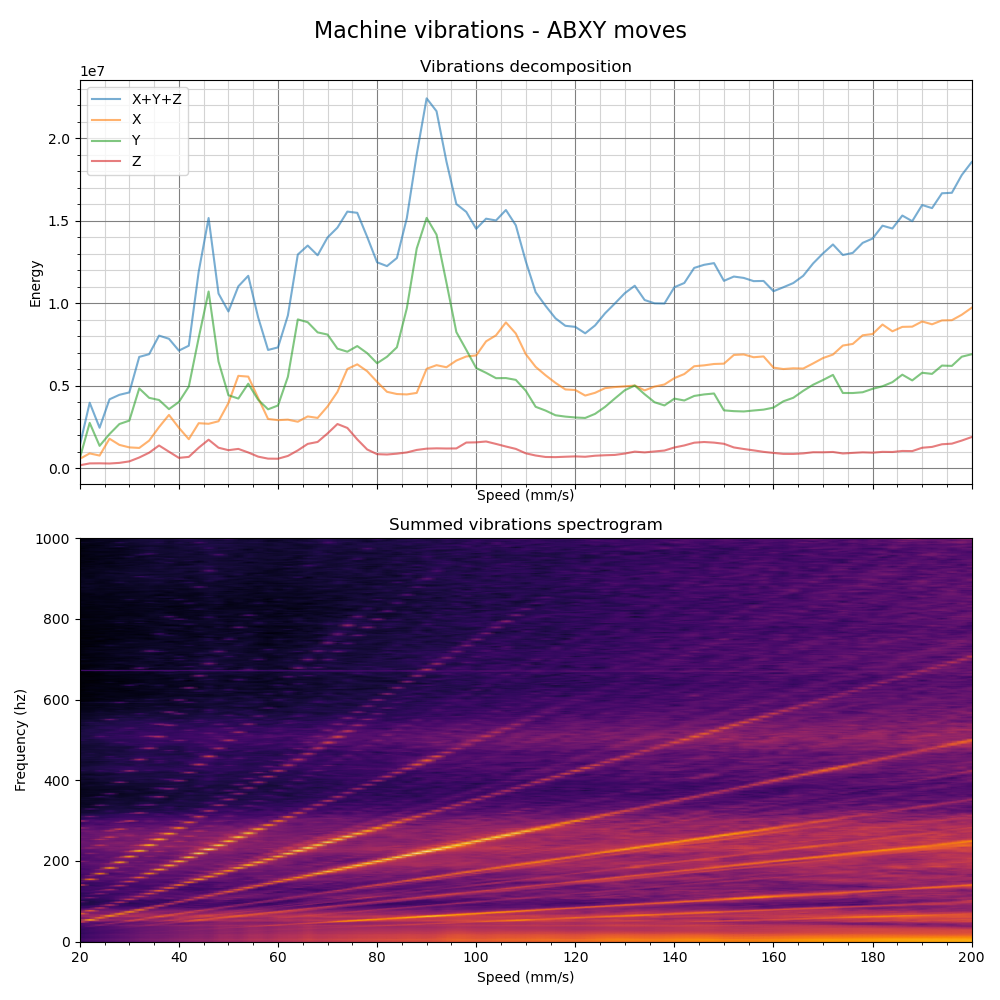 Machine vibrations - ABXY moves
Vibrations decomposition
1e7
X+Y+Z
X
Y
Z
2.0
1.5
1.0
0.5
0.0
Energy
Speed (mm/s)
Summed vibrations spectrogram
1000
800
600
400
200
0
Frequency (hz)
20 40 60 80 100 120 140 160 180 200
Speed (mm/s)